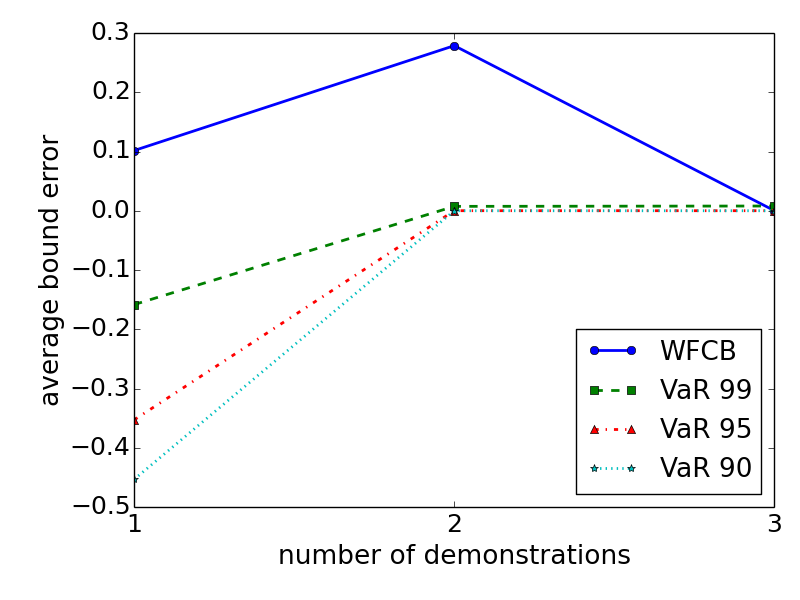 0.3
0.2
0.1
0.0
−0.1
−0.2
−0.3
−0.4
−0.5
average bound error
1 2 3
number of demonstrations
WFCB
VaR 99
VaR 95
VaR 90